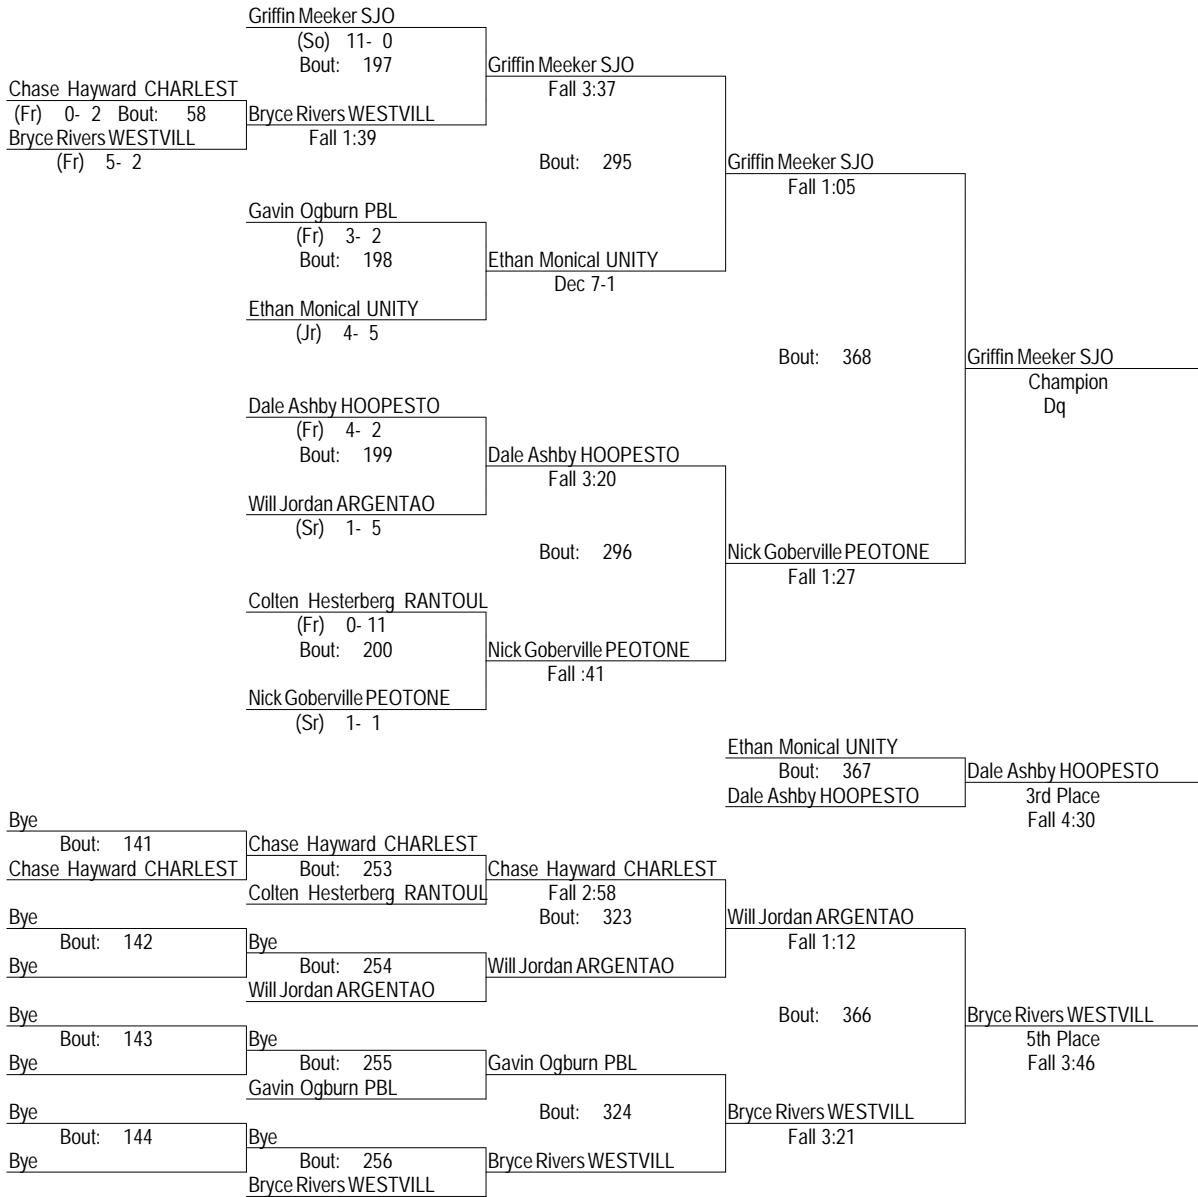 Griffin Meeker SJO
(So) 11- 0
Bout: 197
Griffin Meeker SJO
Fall 3:37
Chase Hayward CHARLEST
(Fr) 0- 2 Bout: 58
Bryce Rivers WESTVILL
(Fr) 5- 2
Bryce Rivers WESTVILL
Fall 1:39
Bout: 295
Griffin Meeker SJO
Fall 1:05
Gavin Ogburn PBL
(Fr) 3- 2
Bout: 198
Ethan Monical UNITY
Dec 7-1
Ethan Monical UNITY
(Jr) 4- 5
Bout: 368
Griffin Meeker SJO
Champion
Dq
Dale Ashby HOOPESTO
(Fr) 4- 2
Bout: 199
Dale Ashby HOOPESTO
Fall 3:20
Will Jordan ARGENTAO
(Sr) 1- 5
Bout: 296
Nick Goberville PEOTONE
Fall 1:27
Colten Hesterberg RANTOUL
(Fr) 0- 11
Bout: 200
Nick Goberville PEOTONE
Fall :41
Nick Goberville PEOTONE
(Sr) 1- 1
Ethan Monical UNITY
Bout: 367
Dale Ashby HOOPESTO
Dale Ashby HOOPESTO
3rd Place
Fall 4:30
Bye
Bout: 141
Chase Hayward CHARLEST
Chase Hayward CHARLEST
Bout: 253
Colten Hesterberg RANTOUL
Chase Hayward CHARLEST
Fall 2:58
Bout: 323
Will Jordan ARGENTAO
Fall 1:12
Bye
Bout: 142
Bye
Bye
Bout: 254
Will Jordan ARGENTAO
Will Jordan ARGENTAO
Bout: 366
Bryce Rivers WESTVILL
5th Place
Fall 3:46
Bye
Bout: 143
Bye
Bye
Bout: 255
Gavin Ogburn PBL
Gavin Ogburn PBL
Bout: 324
Bryce Rivers WESTVILL
Fall 3:21
Bye
Bout: 144
Bye
Bye
Bout: 256
Bryce Rivers WESTVILL
Bryce Rivers WESTVILL